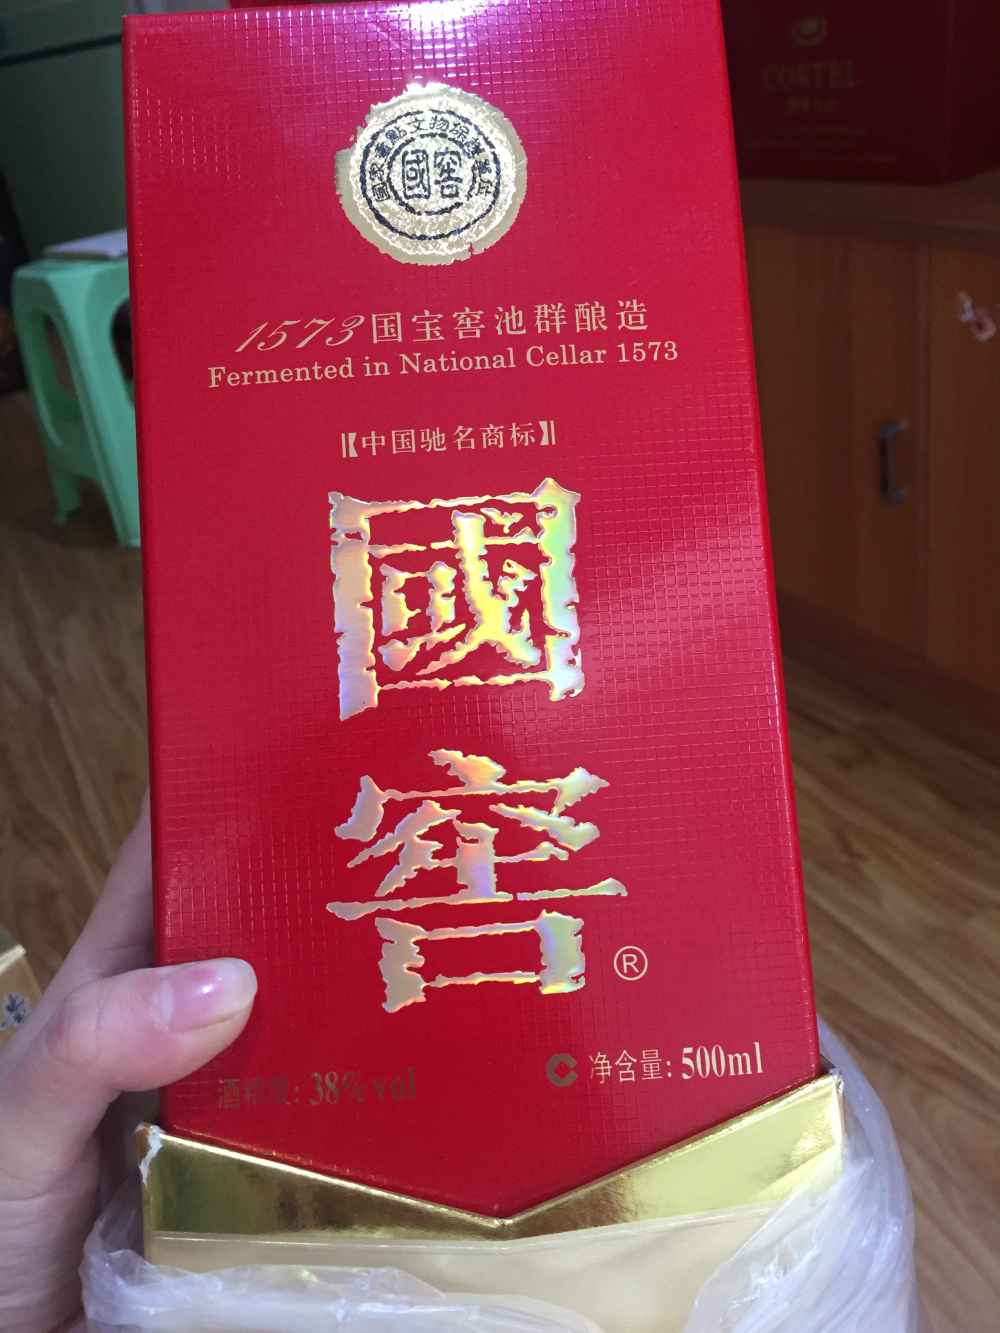 國窖
1573国宝窖池群酿造
Fermented in National Cellar 1573
【中国驰名商标】
國
窖
®
酒精度: 38%vol
C 净含量: 500ml